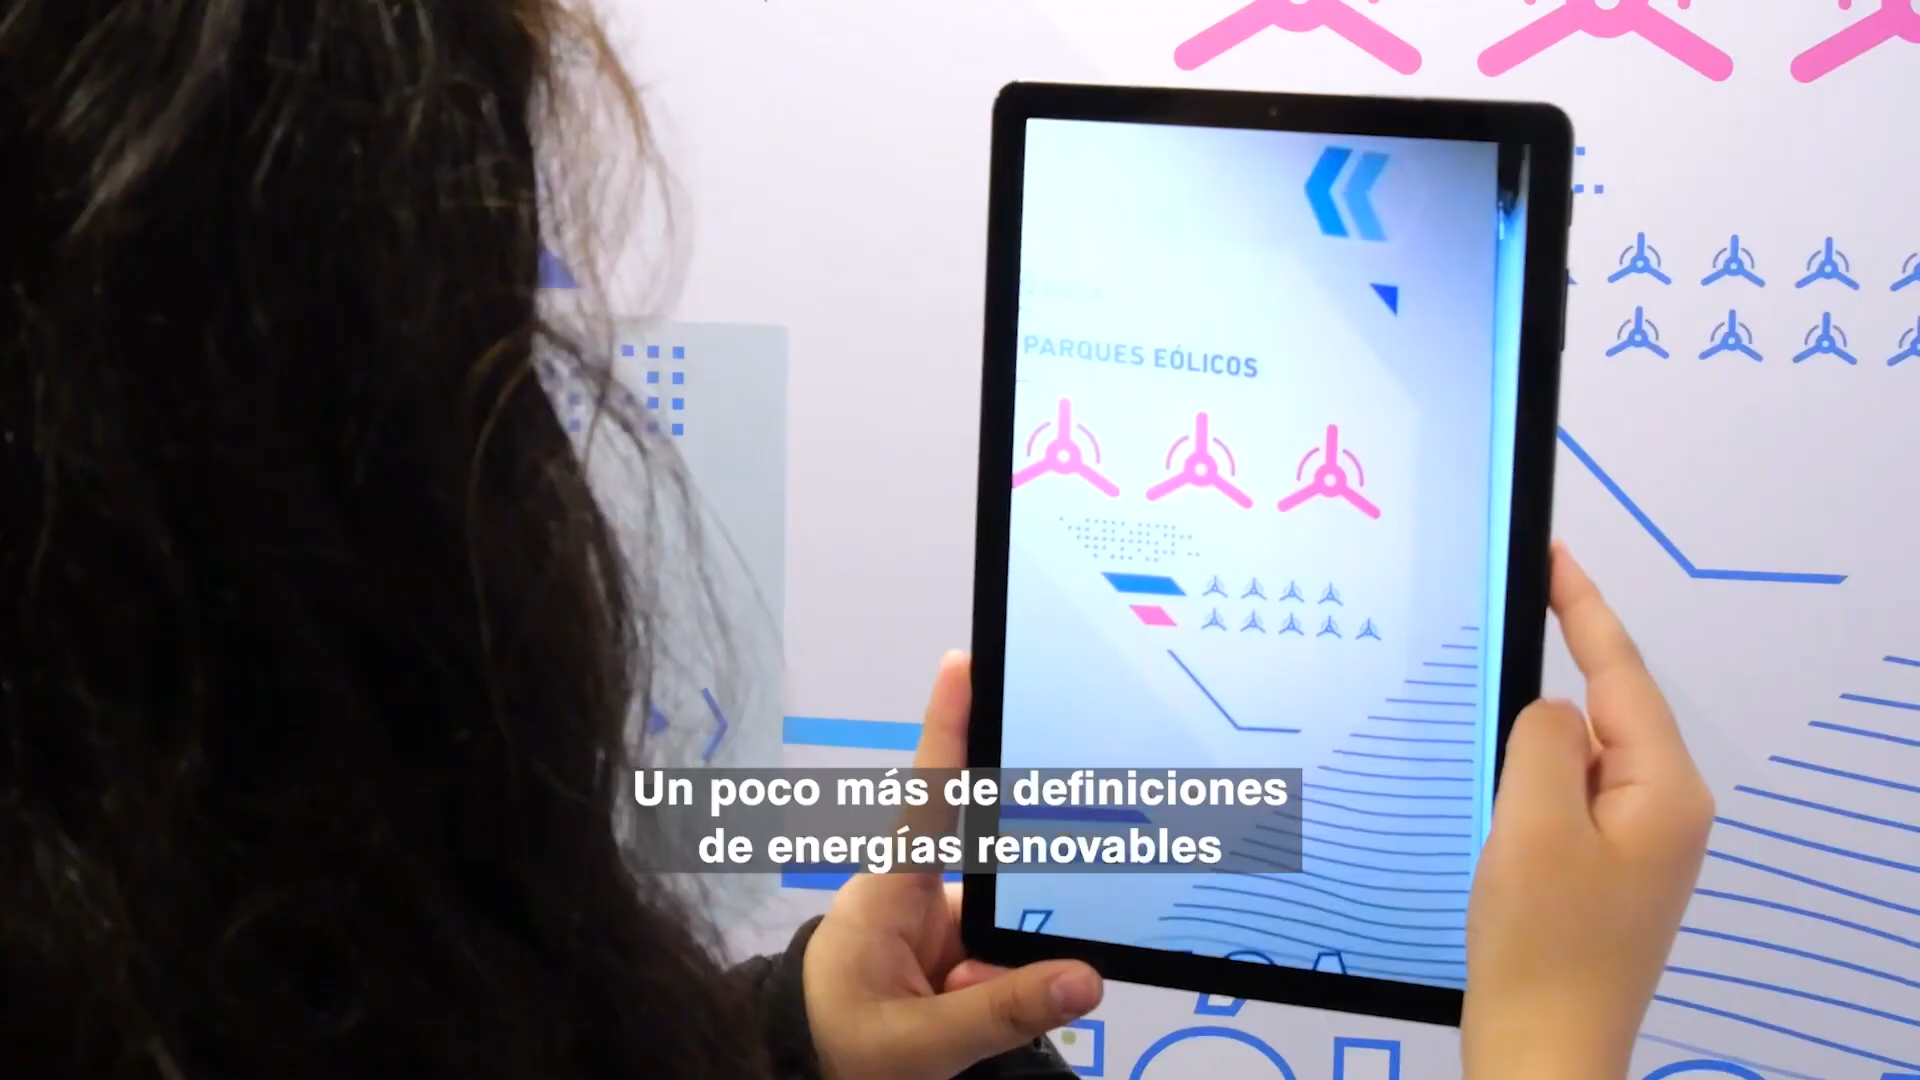 PARQUES EÓLICOS
Un poco más de definiciones
de energías renovables